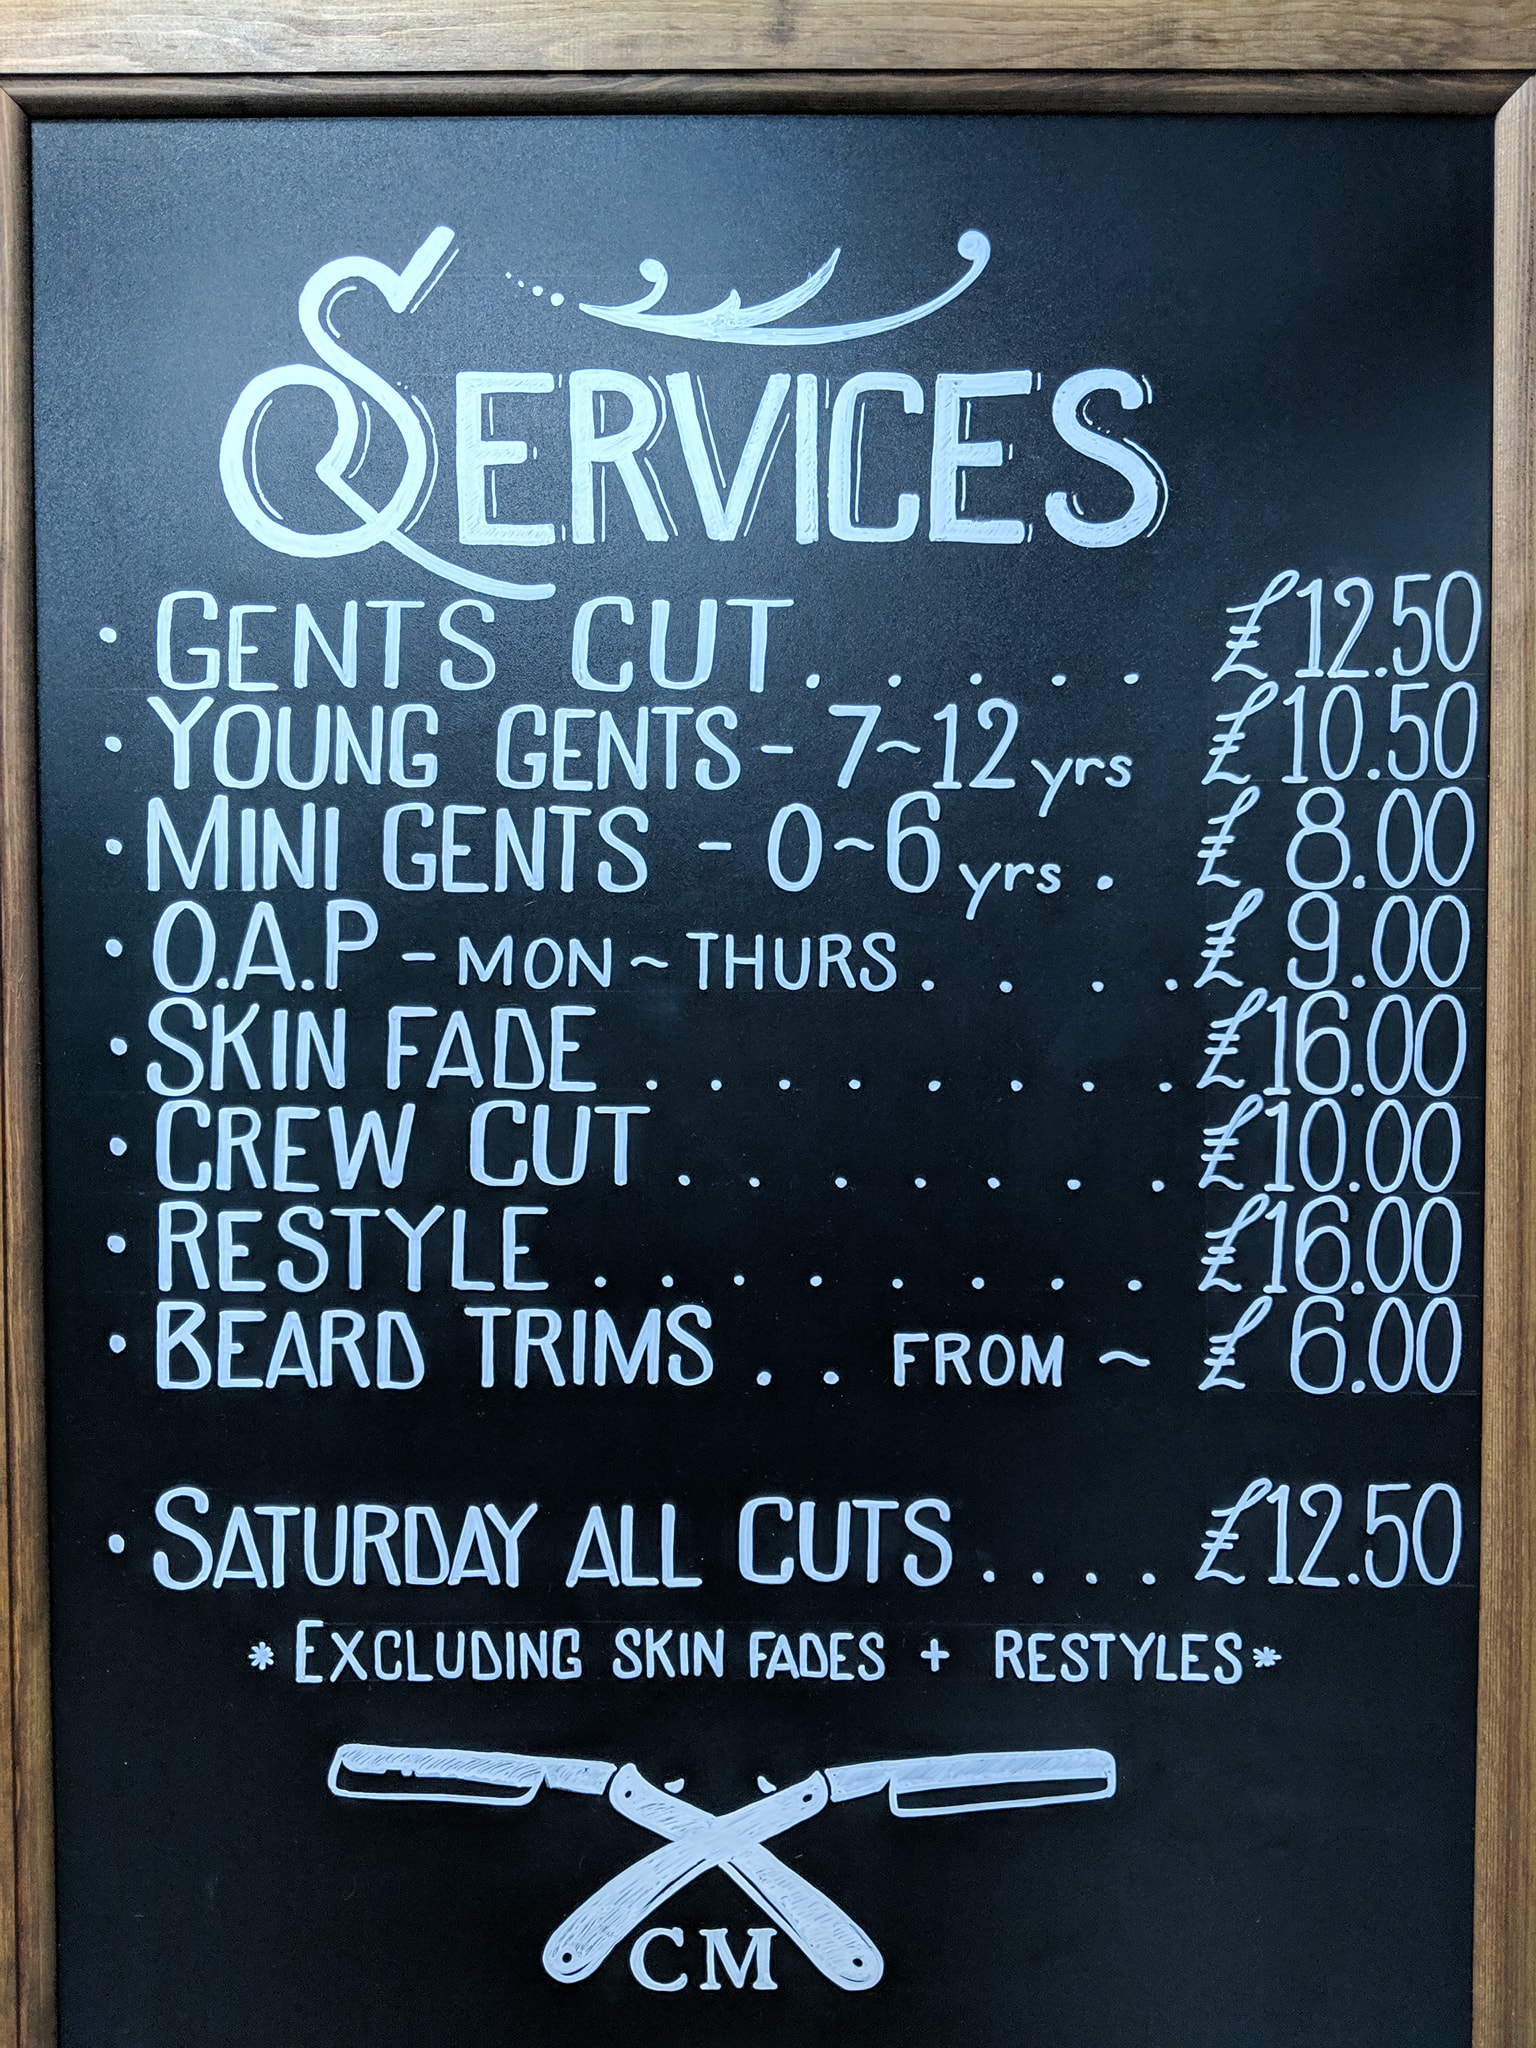 SERVICES
• GENTS CUT. . . . . £12.50
• YOUNG GENTS - 7~12 yrs £10.50
• MINI GENTS - 0~6 yrs . £8.00
• O.A.P - MON ~ THURS . . . . £9.00
• SKIN FADE . . . . . . . . £16.00
• CREW CUT . . . . . . . £10.00
• RESTYLE . . . . . . . . £16.00
• BEARD TRIMS . . FROM ~ £6.00
• SATURDAY ALL CUTS . . . . £12.50
* EXCLUDING SKIN FADES + RESTYLES *
CM